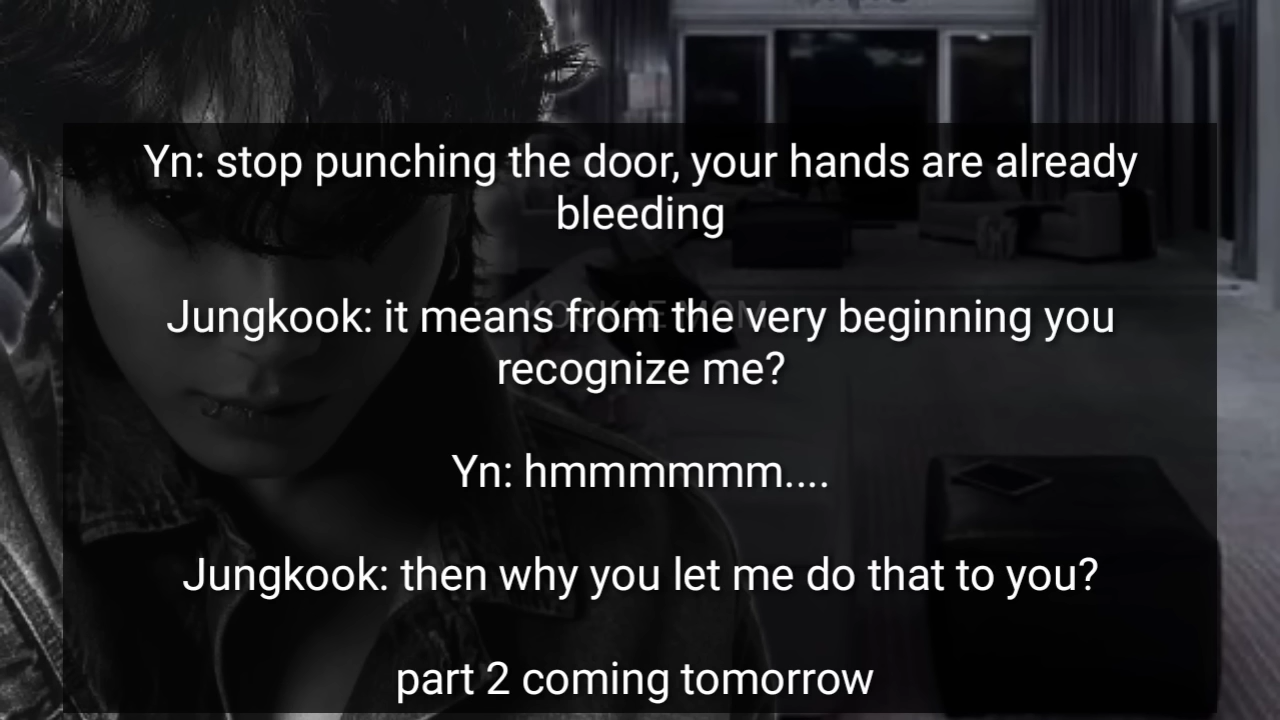 Yn: stop punching the door, your hands are already
bleeding
Jungkook: it means from the very beginning you
recognize me?
Yn: hmmmmmm....
Jungkook: then why you let me do that to you?
part 2 coming tomorrow